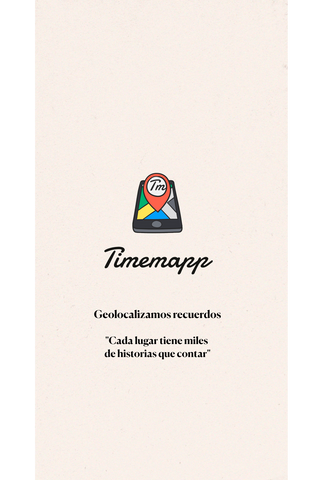 Tm
Timemapp
Geolocalizamos recuerdos
"Cada lugar tiene miles
de historias que contar"